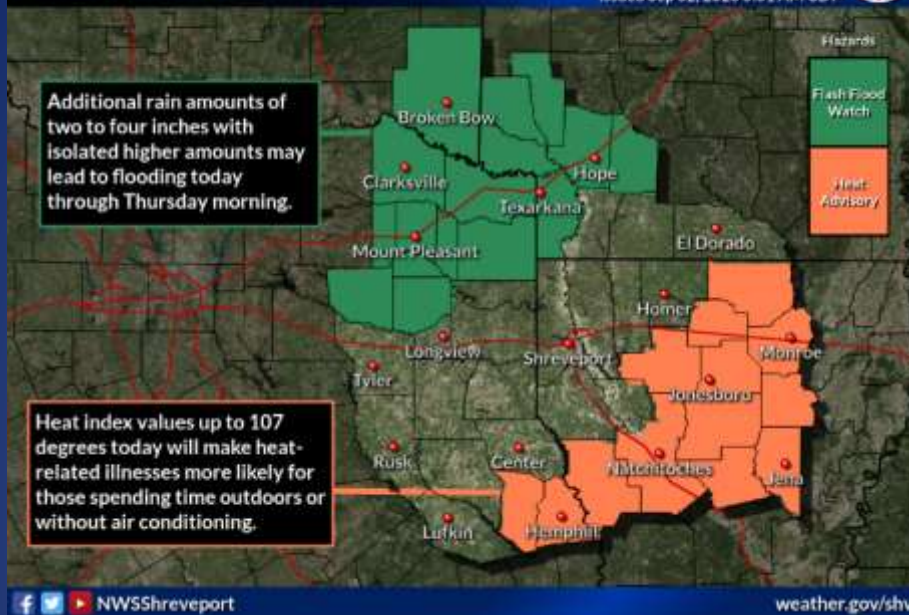 Hazards
Flash Flood
Watch
Heat
Advisory
Additional rain amounts of
two to four inches with
isolated higher amounts may
lead to flooding today
through Thursday morning.
Broken Bow
Clarksville
Hope
Texarkana
Mount Pleasant
El Dorado
Homer
Longview
Shreveport
Monroe
Tyler
Jonesboro
Heat index values up to 107
degrees today will make heat-
related illnesses more likely for
those spending time outdoors or
without air conditioning.
Rusk
Center
Natchitoches
Jena
Lufkin
Hemphill
NWSShreveport
weather.gov/shv